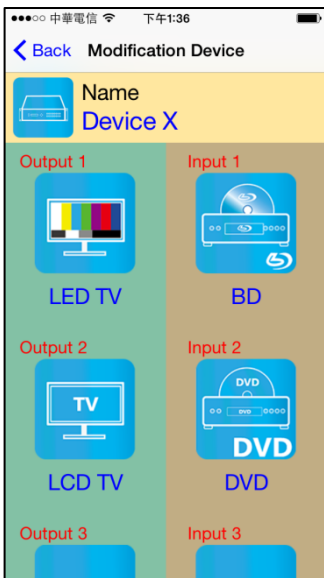 中華電信 下午1:36
Back Modification Device
Name
Device X
Output 1 Input 1
LED TV BD
Output 2 Input 2
TV DVD
DVD
DVD
LCD TV DVD
Output 3 Input 3